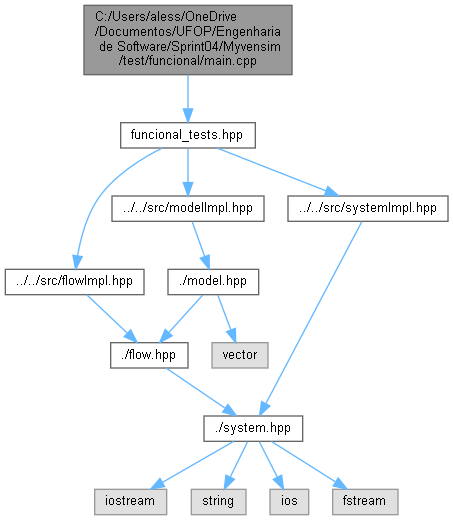 C:/Users/aless/OneDrive
/Documentos/UFOP/Engenharia
de Software/Sprint04/Myvensim
/test/funcional/main.cpp
funcional_tests.hpp
../../src/modelImpl.hpp
../../src/systemImpl.hpp
../../src/flowImpl.hpp
./model.hpp
./flow.hpp
vector
./system.hpp
iostream
string
ios
fstream